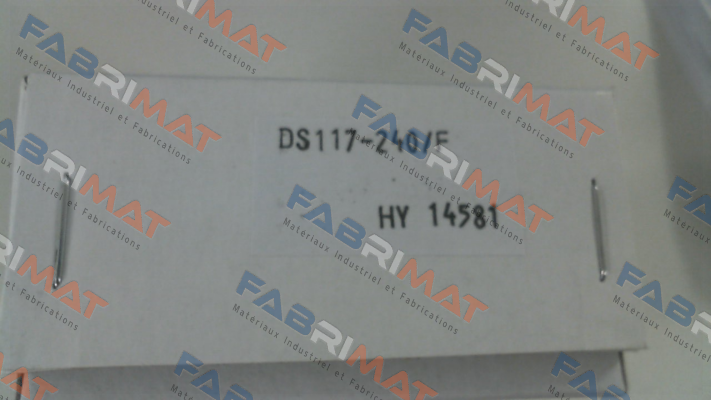 DS117-240/F
HY 14581
FABRIMAT
Materiaux Industriel et Fabrications